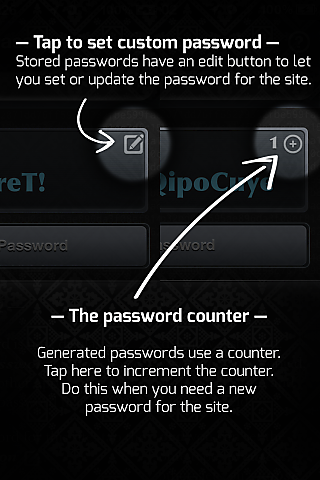 — Tap to set custom password —
Stored passwords have an edit button to let
you set or update the password for the site.
reT!
1
QipoCuye
Password
ssword
— The password counter —
Generated passwords use a counter.
Tap here to increment the counter.
Do this when you need a new
password for the site.